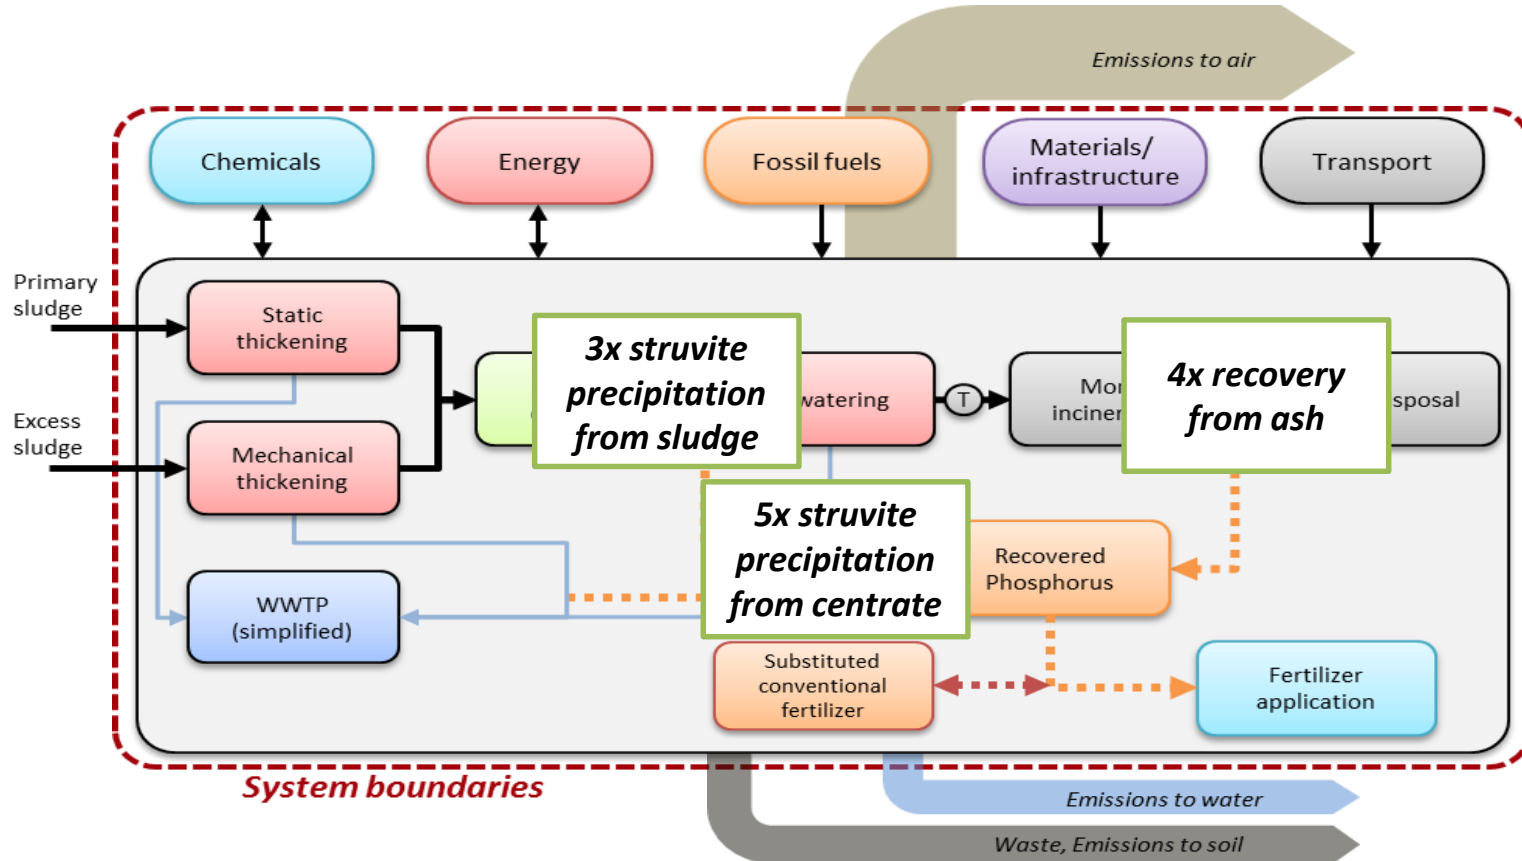 Emissions to air
Chemicals
Energy
Fossil fuels
Materials/
infrastructure
Transport
Primary
sludge
Static
thickening
3x struvite
precipitation
from sludge
watering
T
4x recovery
from ash
sposal
Excess
sludge
Mechanical
thickening
5x struvite
precipitation
from centrate
Recovered
Phosphorus
WWTP
(simplified)
Substituted
conventional
fertilizer
Fertilizer
application
System boundaries
Emissions to water
Waste, Emissions to soil